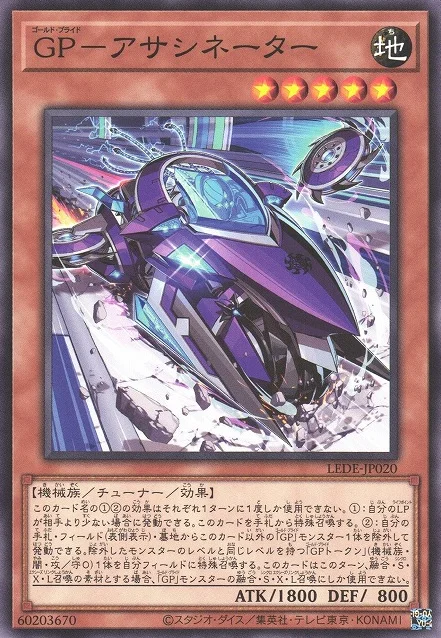 ゴールド・プライド
GP－アサシネーター
ち
地
LEDE-JP020
【機械族／チューナー／効果】
このカード名の①②の効果はそれぞれ1ターンに1度しか使用できない。①：自分のLP
が相手より少ない場合に発動できる。このカードを手札から特殊召喚する。②：自分の
手札・フィールド（表側表示）・墓地からこのカード以外の「GP」モンスター1体を除外して
発動できる。除外したモンスターのレベルと同じレベルを持つ「GPトークン」（機械族・
闇・攻／守0）1体を自分フィールドに特殊召喚する。このカードはこのターン、融合・S・
X・L召喚の素材とする場合、「GP」モンスターの融合・S・X・L召喚にしか使用できない。
ATK/1800 DEF/ 800
60203670
©スタジオ・ダイス／集英社・テレビ東京・KONAMI